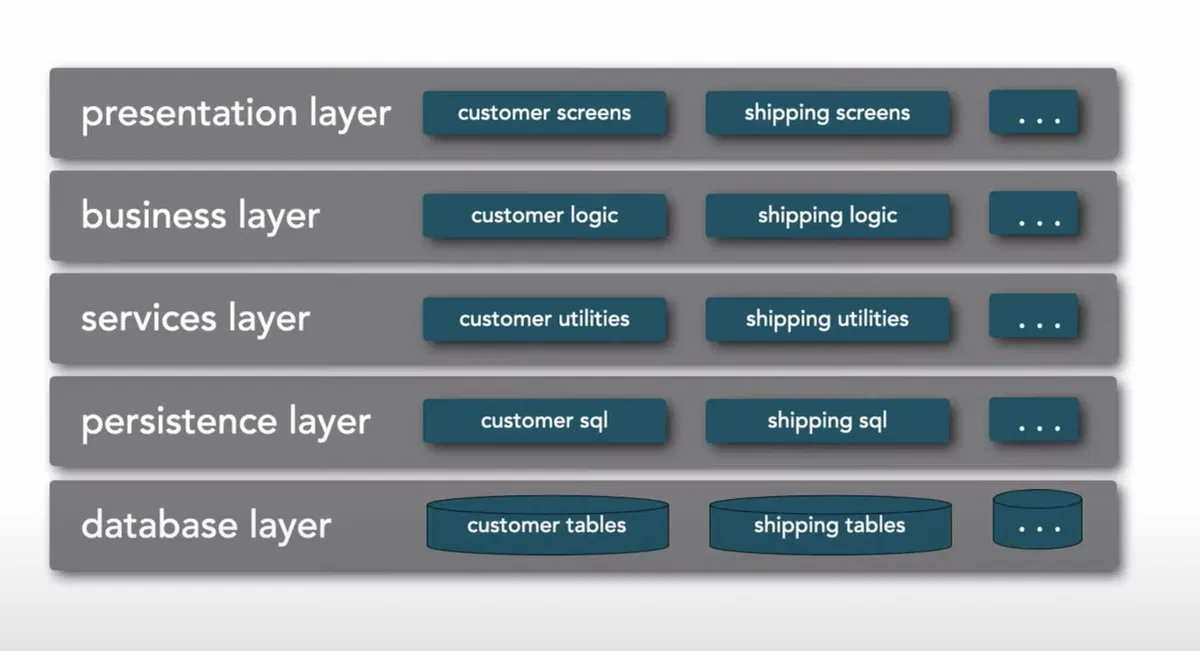 presentation layer customer screens shipping screens ...
business layer customer logic shipping logic ...
services layer customer utilities shipping utilities ...
persistence layer customer sql shipping sql ...
database layer customer tables shipping tables ...